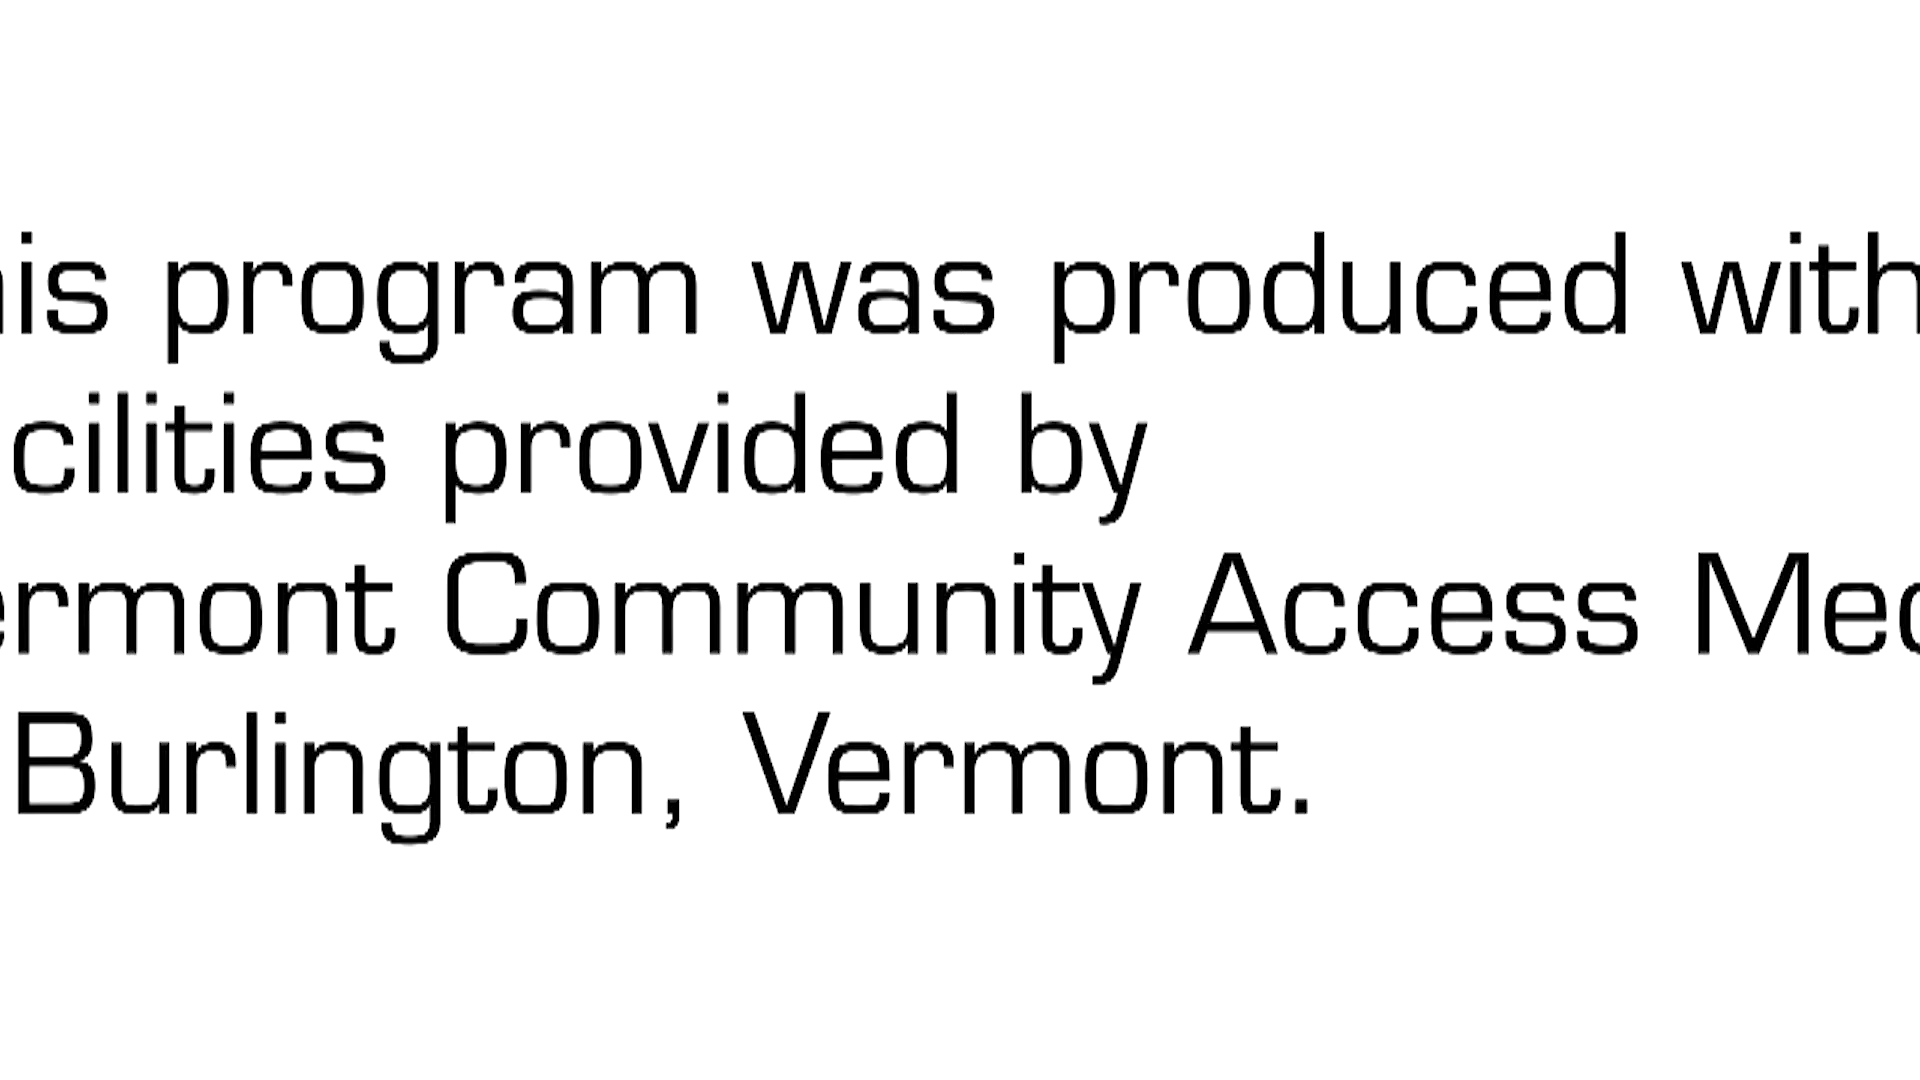 his program was produced with
cilities provided by
ermont Community Access Med
Burlington, Vermont.